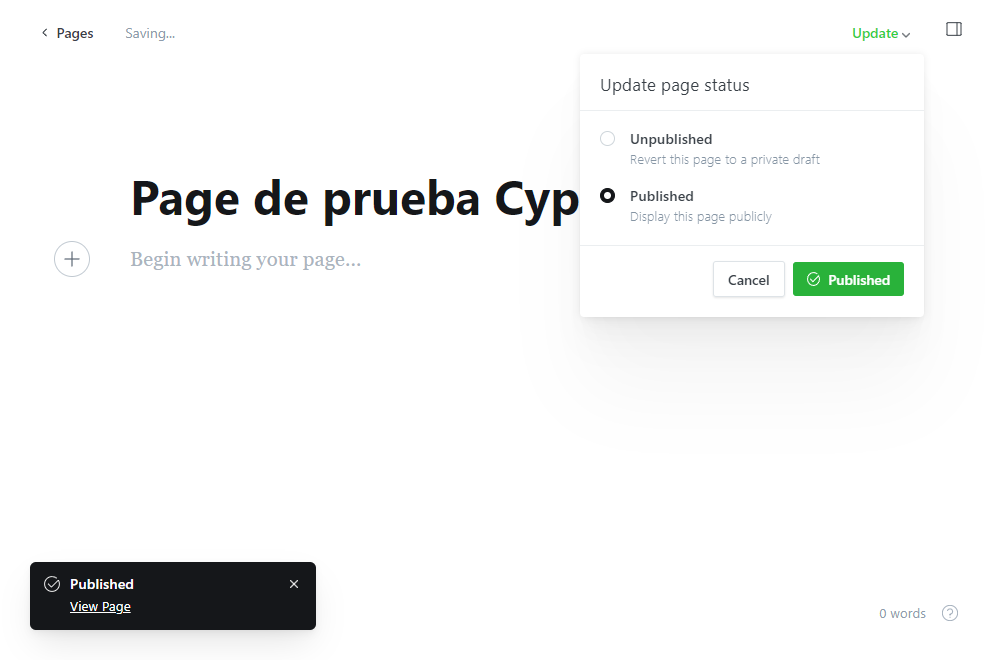 Pages
Saving...
Update
Update page status
Unpublished
Revert this page to a private draft
Published
Display this page publicly
Cancel
Published
Page de prueba Cyp
Begin writing your page...
Published
View Page
0 words
?